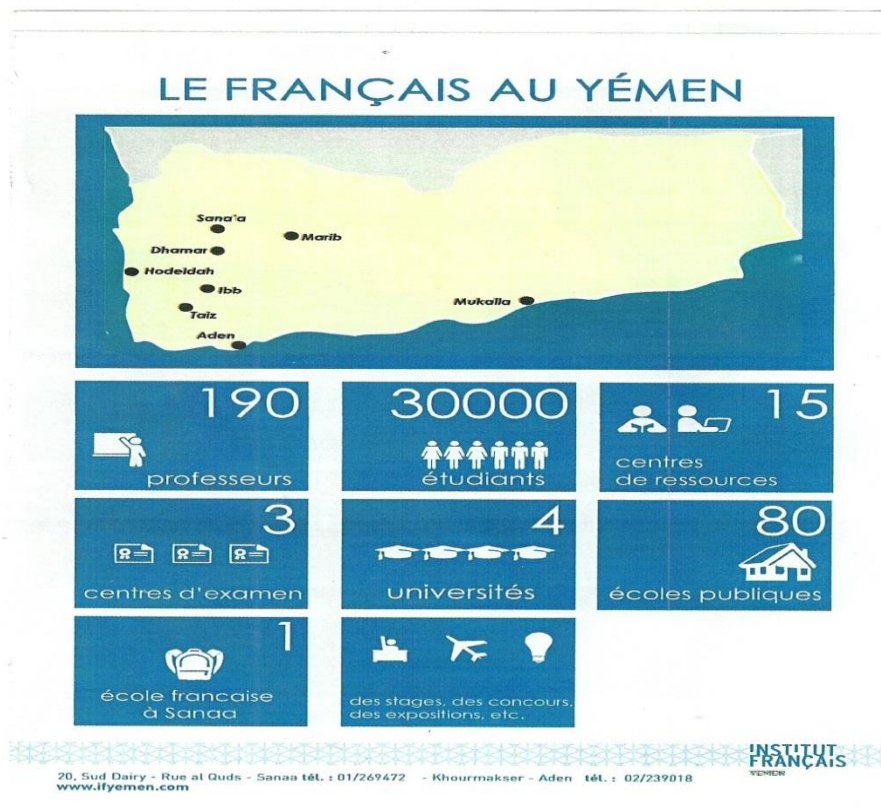 LE FRANÇAIS AU YÉMEN
Sana'a
Marib
Dhamar
Hodeidah
Ibb
Mukalla
Taïz
Aden
190
professeurs
30000
étudiants
15
centres
de ressources
3
centres d'examen
4
universités
80
écoles publiques
1
école francaise
à Sanaa
des stages, des concours,
des expositions, etc.
INSTITUT
FRANÇAIS
YEMEN
20, Sud Dairy - Rue al Quds - Sanaa tél. : 01/269472 - Khourmakser - Aden tél. : 02/239018
www.ifyemen.com